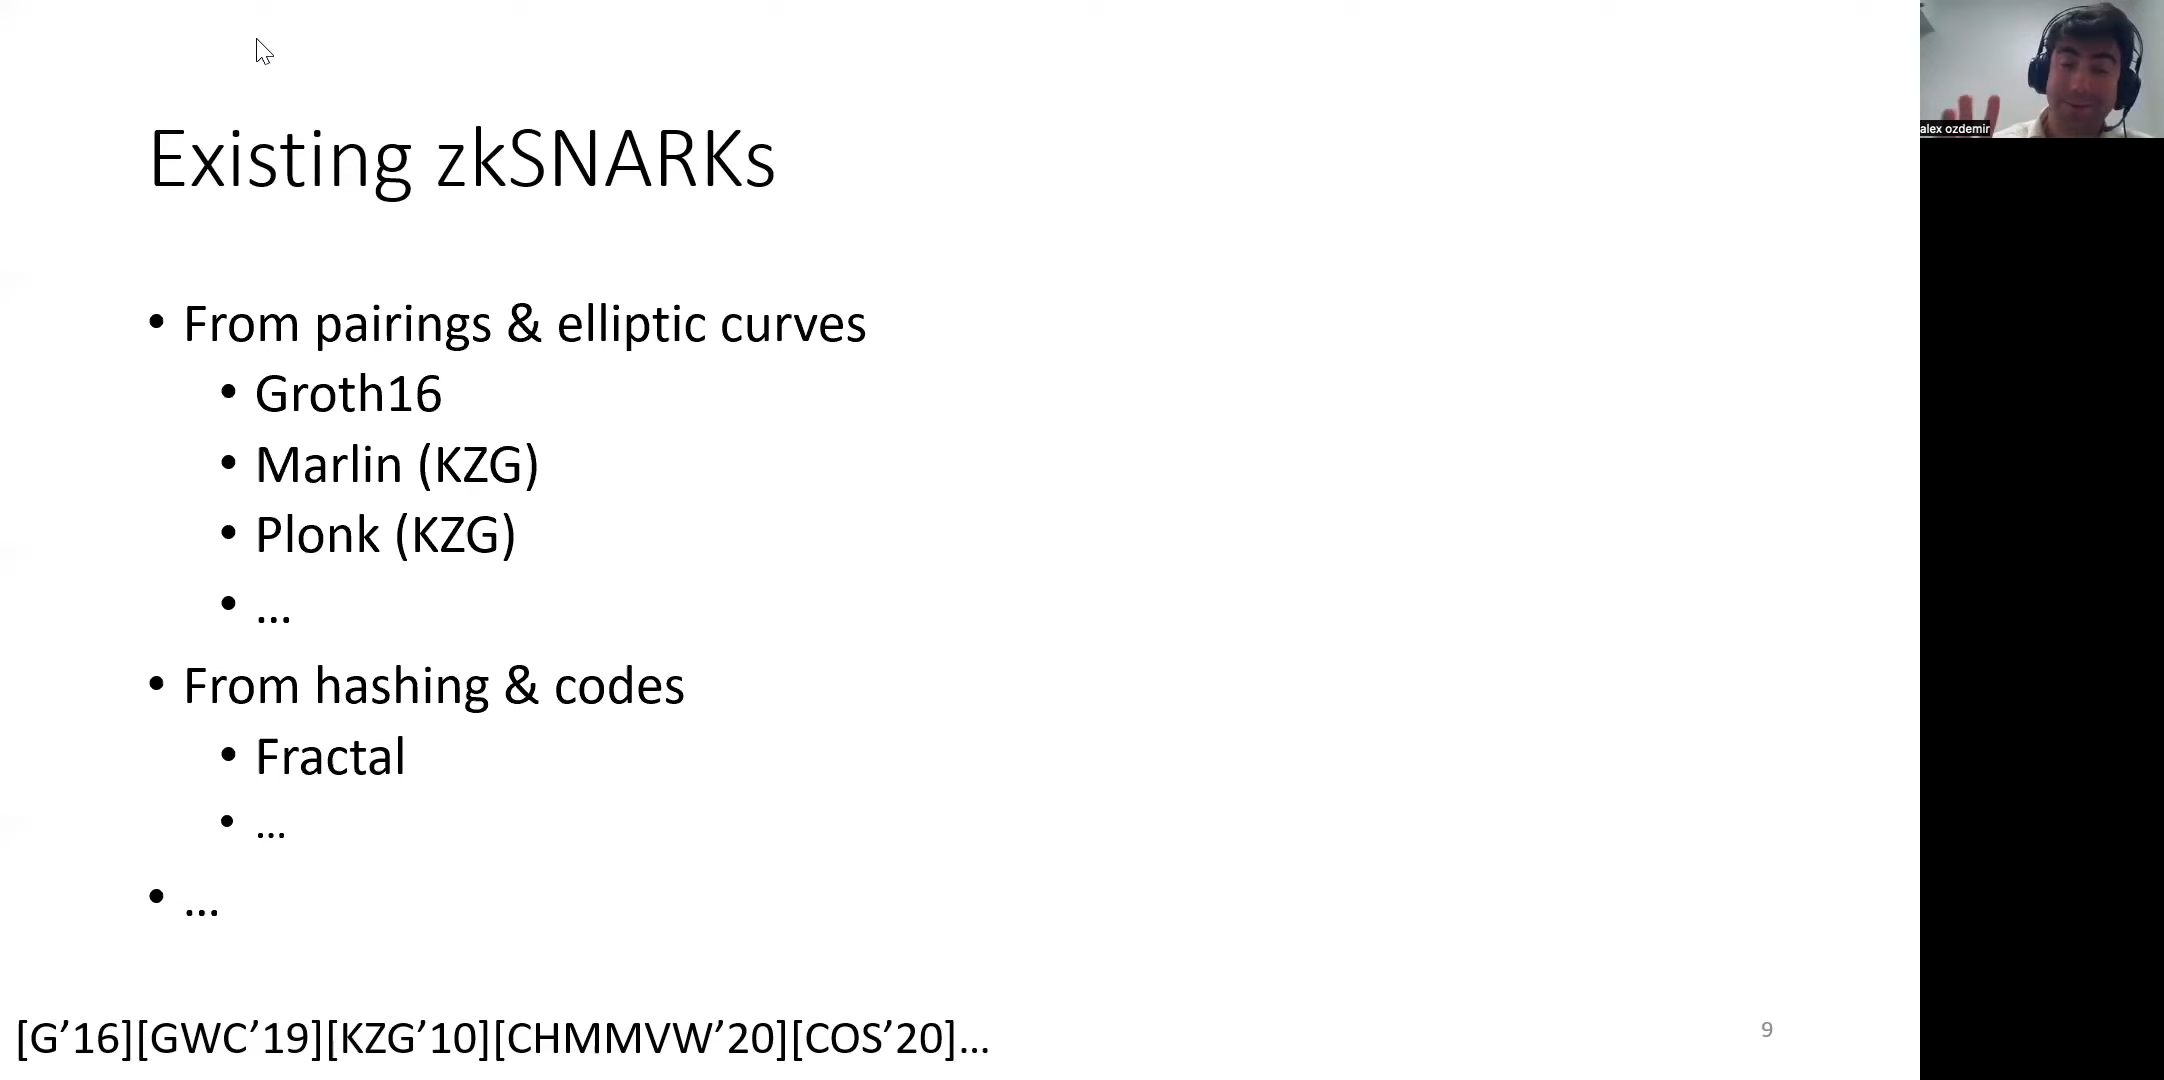 Existing zkSNARKs
• From pairings & elliptic curves
• Groth16
• Marlin (KZG)
• Plonk (KZG)
• …
• From hashing & codes
• Fractal
• …
• …
[G’16][GWC’19][KZG’10][CHMMVW’20][COS’20]…
9
alex ozdemir